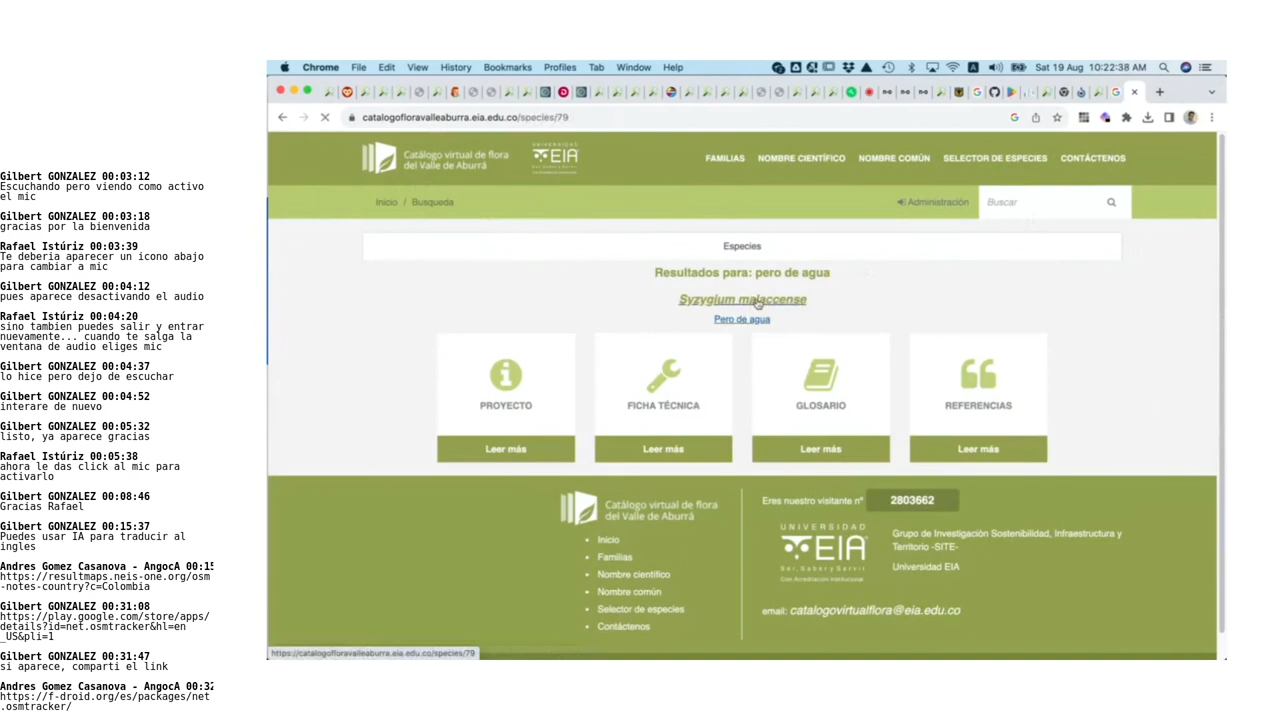 Gilbert GONZALEZ 00:03:12
Escuchando pero viendo como activo
el mic
Gilbert GONZALEZ 00:03:18
gracias por la bienvenida
Rafael Istúriz 00:03:39
Te deberia aparecer un icono abajo
para cambiar a mic
Gilbert GONZALEZ 00:04:12
pues aparece desactivando el audio
Rafael Istúriz 00:04:20
sino tambien puedes salir y entrar
nuevamente... cuando te salga la
ventana de audio eliges mic
Gilbert GONZALEZ 00:04:37
lo hice pero dejo de escuchar
Gilbert GONZALEZ 00:04:52
interare de nuevo
Gilbert GONZALEZ 00:05:32
listo, ya aparece gracias
Rafael Istúriz 00:05:38
ahora le das click al mic para
activarlo
Gilbert GONZALEZ 00:08:46
Gracias Rafael
Gilbert GONZALEZ 00:15:37
Puedes usar IA para traducir al
ingles
Andres Gomez Casanova - AngocA 00:15
https://resultmaps.neis-one.org/osm
-notes-country?c=Colombia
Gilbert GONZALEZ 00:31:08
https://play.google.com/store/apps/
details?id=net.osmtracker&hl=en
_US&pli=1
Gilbert GONZALEZ 00:31:47
si aparece, comparti el link
Andres Gomez Casanova - AngocA 00:32
https://f-droid.org/es/packages/net
.osmtracker/
Chrome File Edit View History Bookmarks Profiles Tab Window Help Sat 19 Aug 10:22:38 AM
catalogofloravalleaburra.eia.edu.co/species/79
Catálogo virtual de flora
del Valle de Aburrá
UNIVERSIDAD
EIA
FAMILIAS NOMBRE CIENTÍFICO NOMBRE COMÚN SELECTOR DE ESPECIES CONTÁCTENOS
Inicio / Busqueda Administración Buscar
Especies
Resultados para: pero de agua
Syzygium malaccense
Pero de agua
PROYECTO FICHA TÉCNICA GLOSARIO REFERENCIAS
Leer más Leer más Leer más Leer más
Catálogo virtual de flora
del Valle de Aburrá
Inicio
Familias
Nombre científico
Nombre común
Selector de especies
Contáctenos
Eres nuestro visitante n° 2803662
UNIVERSIDAD
EIA
Ser, Saber y Servir
Con Acreditación Institucional
Grupo de Investigación Sostenibilidad, Infraestructura y
Territorio -SITE-
Universidad EIA
email: catalogovirtualflora@eia.edu.co
https://catalogofloravalleaburra.eia.edu.co/species/79